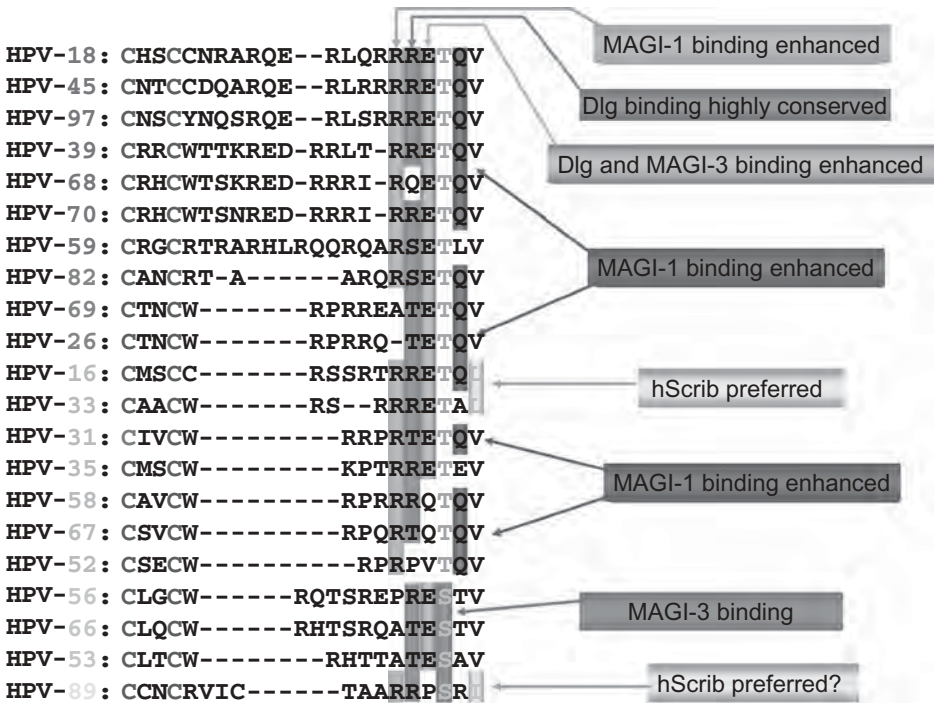 MAGI-1 binding enhanced
HPV-18: CHSCCNRARQE--RLQRRRETQV
HPV-45: CNTCCDQARQE--RLRRRRETQV
Dlg binding highly conserved
HPV-97: CNSCYNQSRQE--RLSRRRETQV
HPV-39: CRRCWTTKRED-RRLT-RRETQV
Dlg and MAGI-3 binding enhanced
HPV-68: CRHCWTSKRED-RRRI-RQETQV
HPV-70: CRHCWTSNRED-RRRI-RRETQV
HPV-59: CRGCRTRARHLRQQRQARSETLV
HPV-82: CANCRT-A------ARQRSETQV
MAGI-1 binding enhanced
HPV-69: CTNCW-------RPRREATETQV
HPV-26: CTNCW-------RPRRQ-TETQV
HPV-16: CMSCC-------RSSRTRRETQL
hScrib preferred
HPV-33: CAACW-------RS--RRRETAL
HPV-31: CIVCW---------RRPRTETQV
HPV-35: CMSCW---------KPTRRETEV
MAGI-1 binding enhanced
HPV-58: CAVCW---------RPRRRQTQV
HPV-67: CSVCW---------RPQRTQTQV
HPV-52: CSECW----------RPRPVTQV
HPV-56: CLGCW------RQTSREPRESTV
MAGI-3 binding
HPV-66: CLQCW------RHTSRQATESTV
HPV-53: CLTCW--------RHTTATESAV
HPV-89: CCNCRVIC------TAARRPSRL
hScrib preferred?